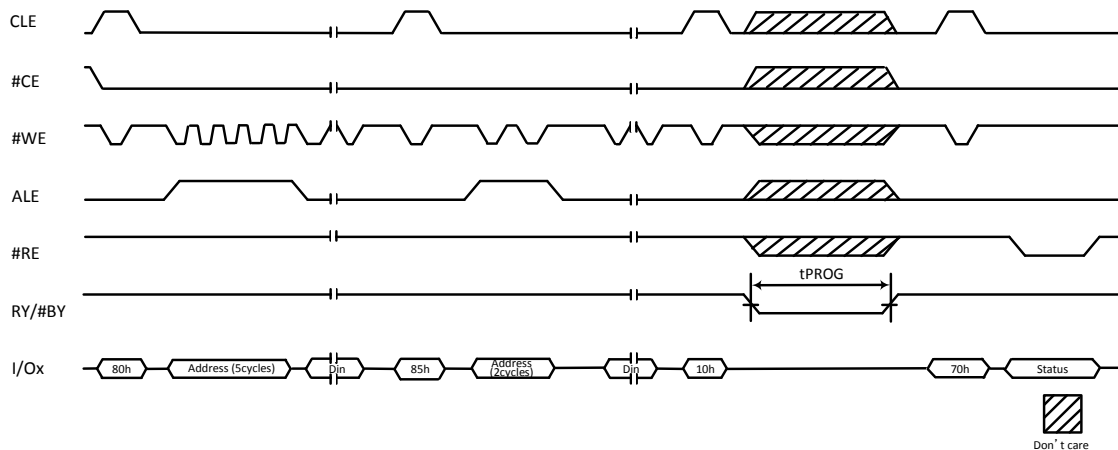 CLE
#CE
#WE
ALE
#RE
tPROG
RY/#BY
I/Ox
80h
Address (5cycles)
Din
85h
Address
(2cycles)
Din
10h
70h
Status
Don’t care